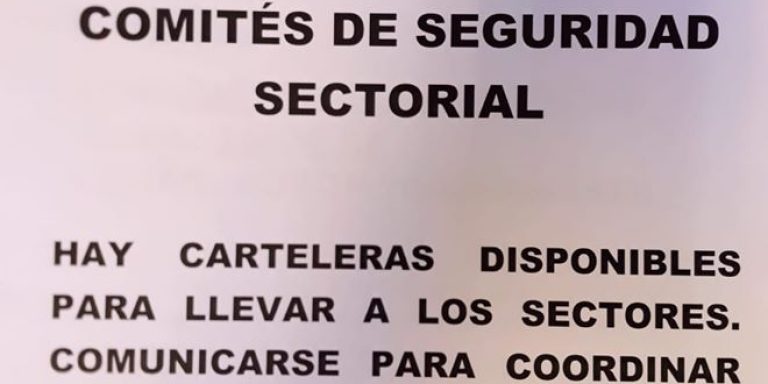 COMITÉS DE SEGURIDAD
SECTORIAL
HAY CARTELERAS DISPONIBLES
PARA LLEVAR A LOS SECTORES.
COMUNICARSE PARA COORDINAR